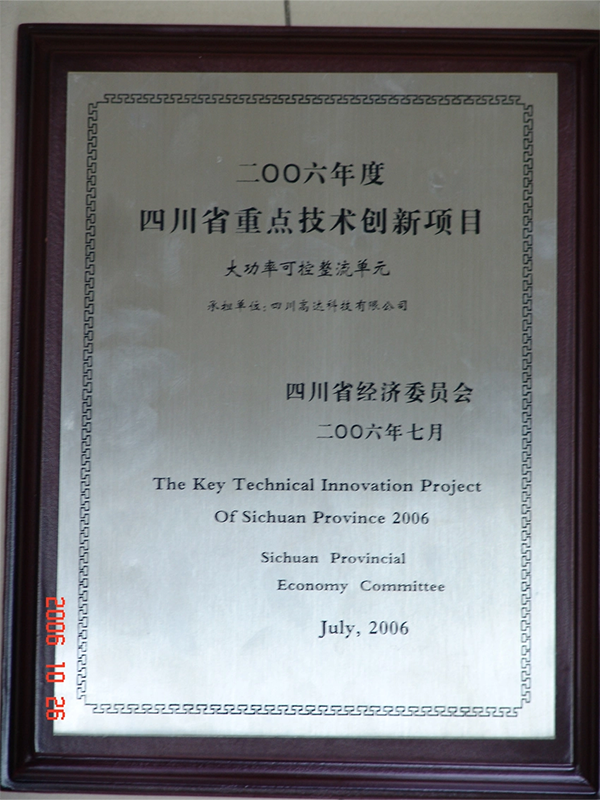 二OO六年度
四川省重点技术创新项目
大功率可控整流单元
承担单位:四川高达科技有限公司
四川省经济委员会
二OO六年七月
The Key Technical Innovation Project
Of Sichuan Province 2006
Sichuan Provincial
Economy Committee
July, 2006
2006 10 26